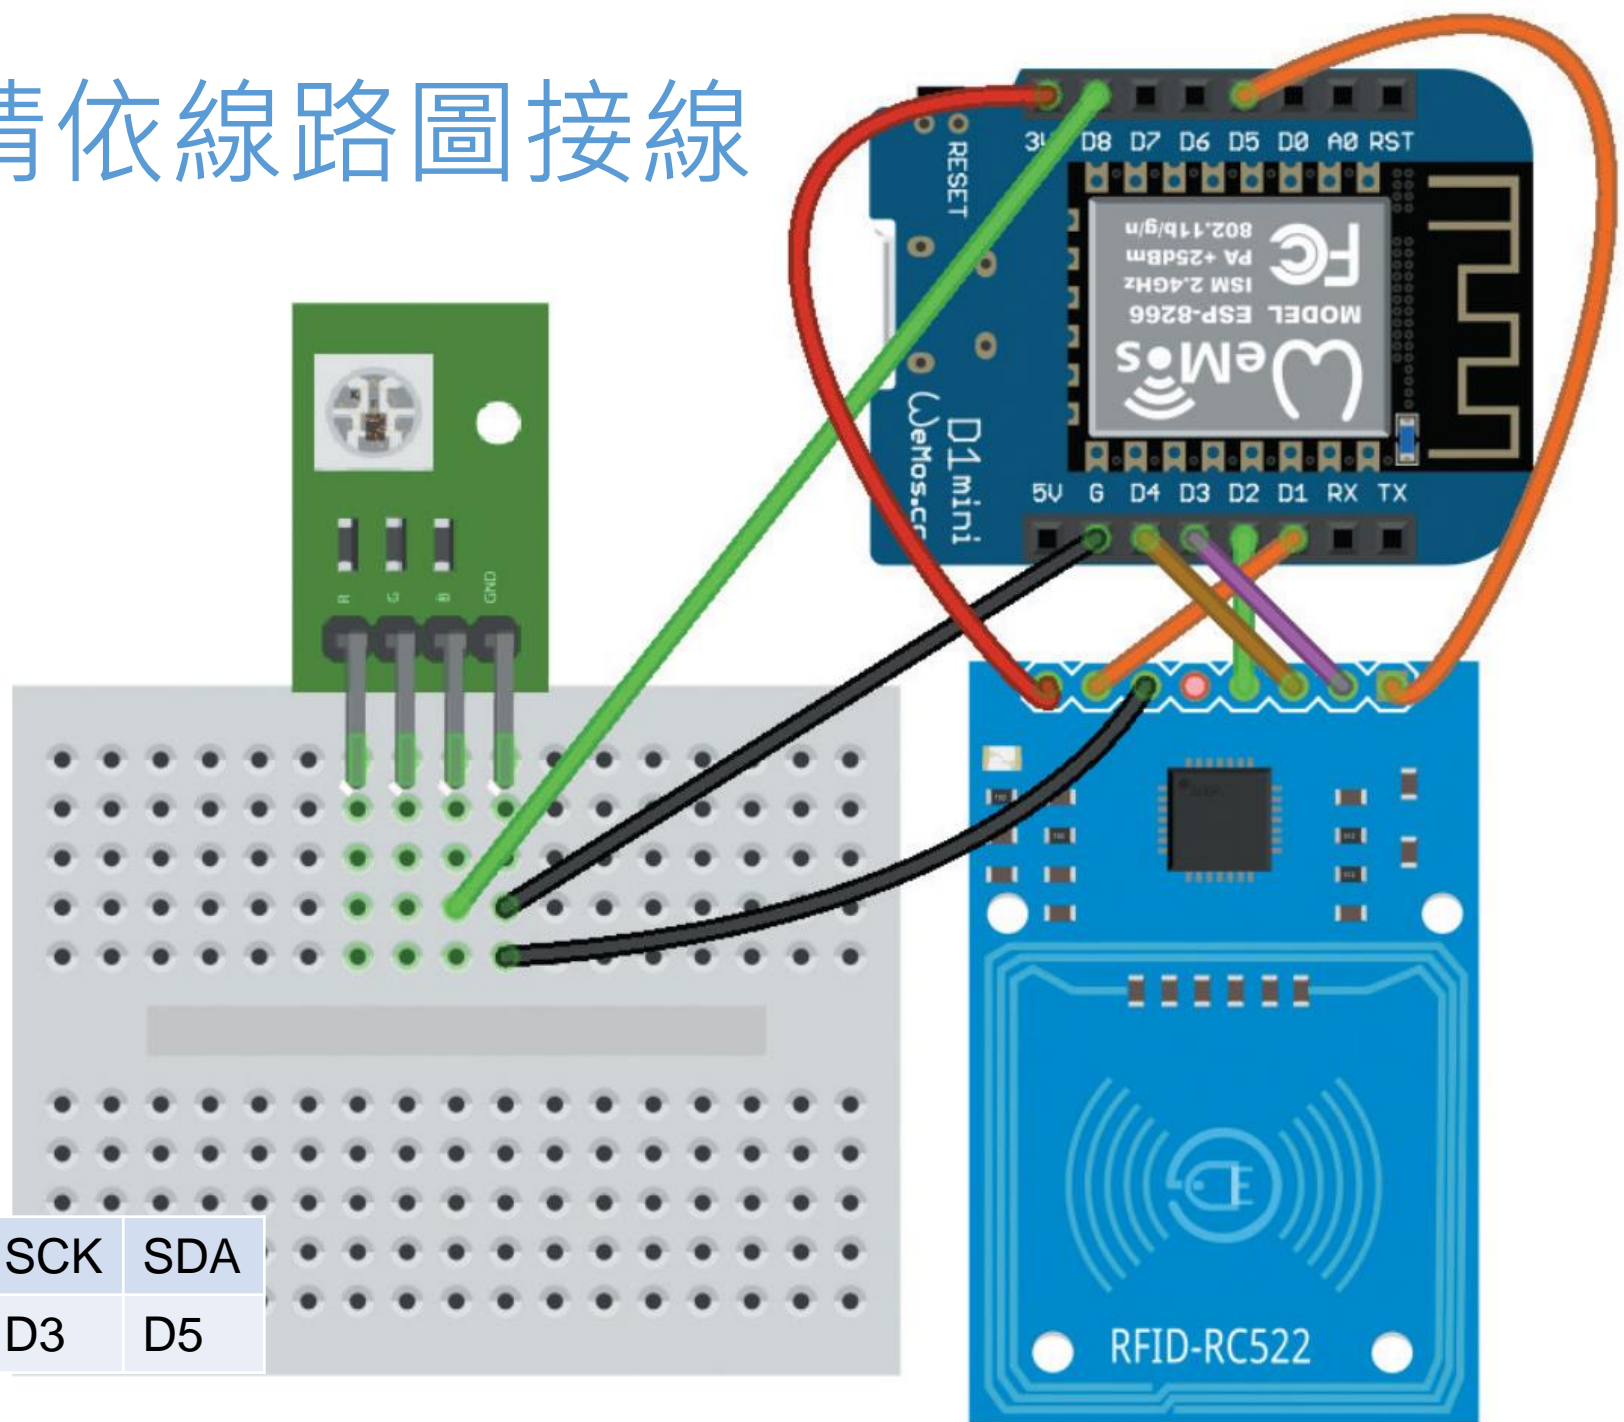 請依線路圖接線
3V D8 D7 D6 D5 D0 A0 RST
RESET
WeMos
MODEL ESP-8266
ISM 2.4GHz
PA +25dBm
802.11b/g/n
FC
D1 mini
WeMos.cc
5V G D4 D3 D2 D1 RX TX
R G B GND
SCK SDA
D3 D5
RFID-RC522